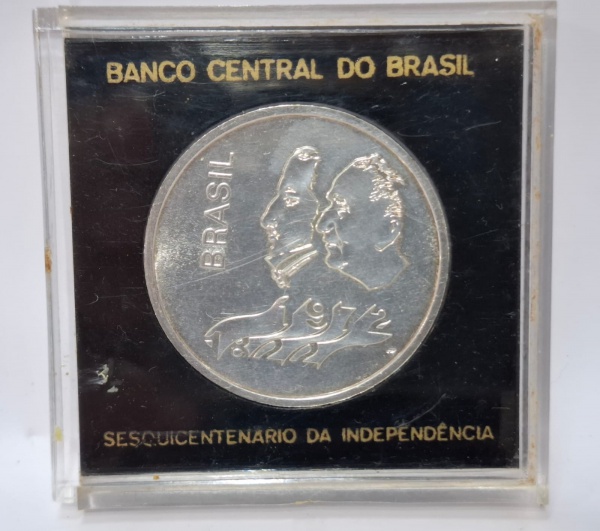 BANCO CENTRAL DO BRASIL
BRASIL
1972
1822
SESQUICENTENARIO DA INDEPENDÊNCIA